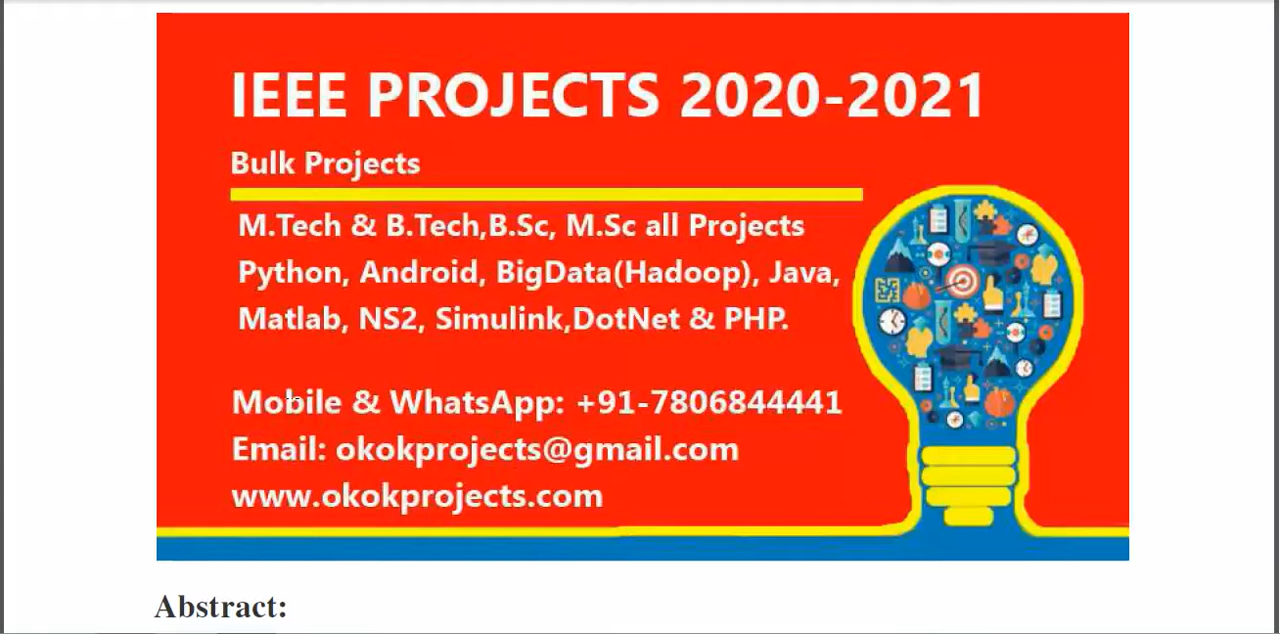 IEEE PROJECTS 2020-2021
Bulk Projects
M.Tech & B.Tech,B.Sc, M.Sc all Projects
Python, Android, BigData(Hadoop), Java,
Matlab, NS2, Simulink,DotNet & PHP.
Mobile & WhatsApp: +91-7806844441
Email: okokprojects@gmail.com
www.okokprojects.com
Abstract: